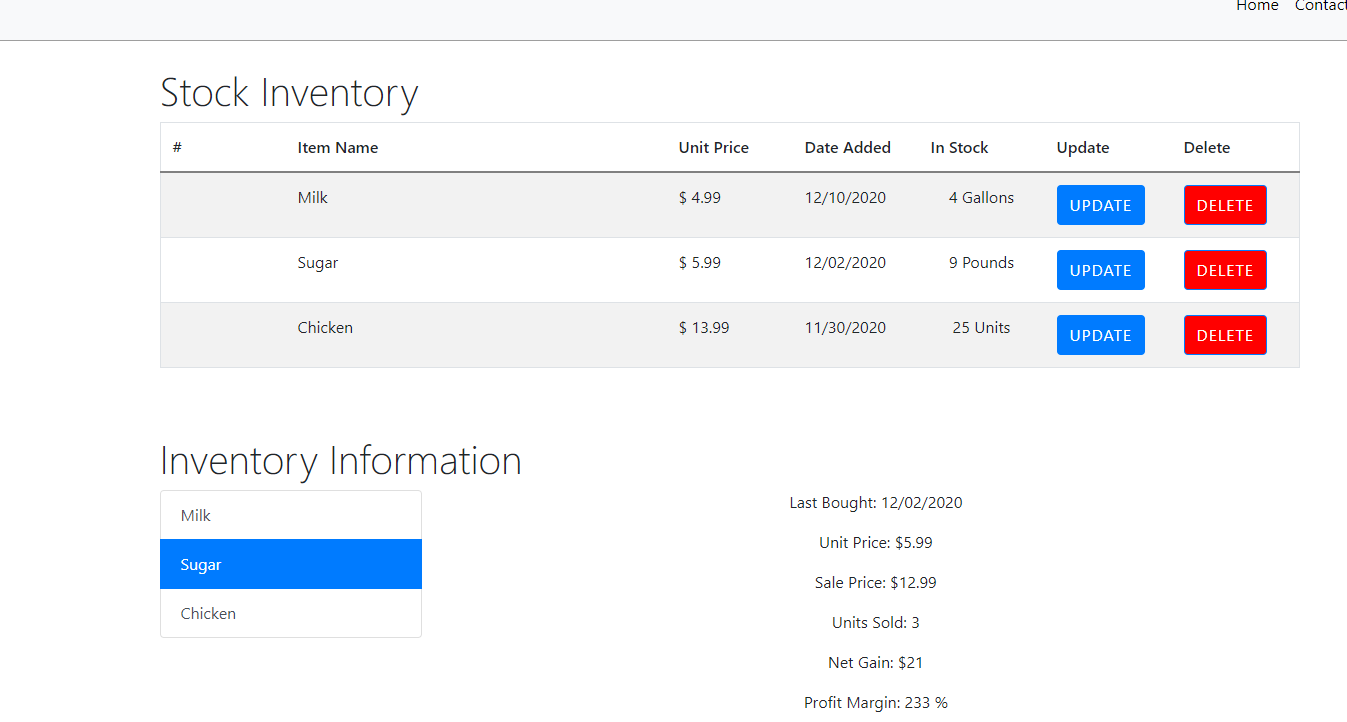 Home Contact
Stock Inventory
# Item Name Unit Price Date Added In Stock Update Delete
Milk $ 4.99 12/10/2020 4 Gallons UPDATE DELETE
Sugar $ 5.99 12/02/2020 9 Pounds UPDATE DELETE
Chicken $ 13.99 11/30/2020 25 Units UPDATE DELETE
Inventory Information
Milk
Sugar
Chicken
Last Bought: 12/02/2020
Unit Price: $5.99
Sale Price: $12.99
Units Sold: 3
Net Gain: $21
Profit Margin: 233 %